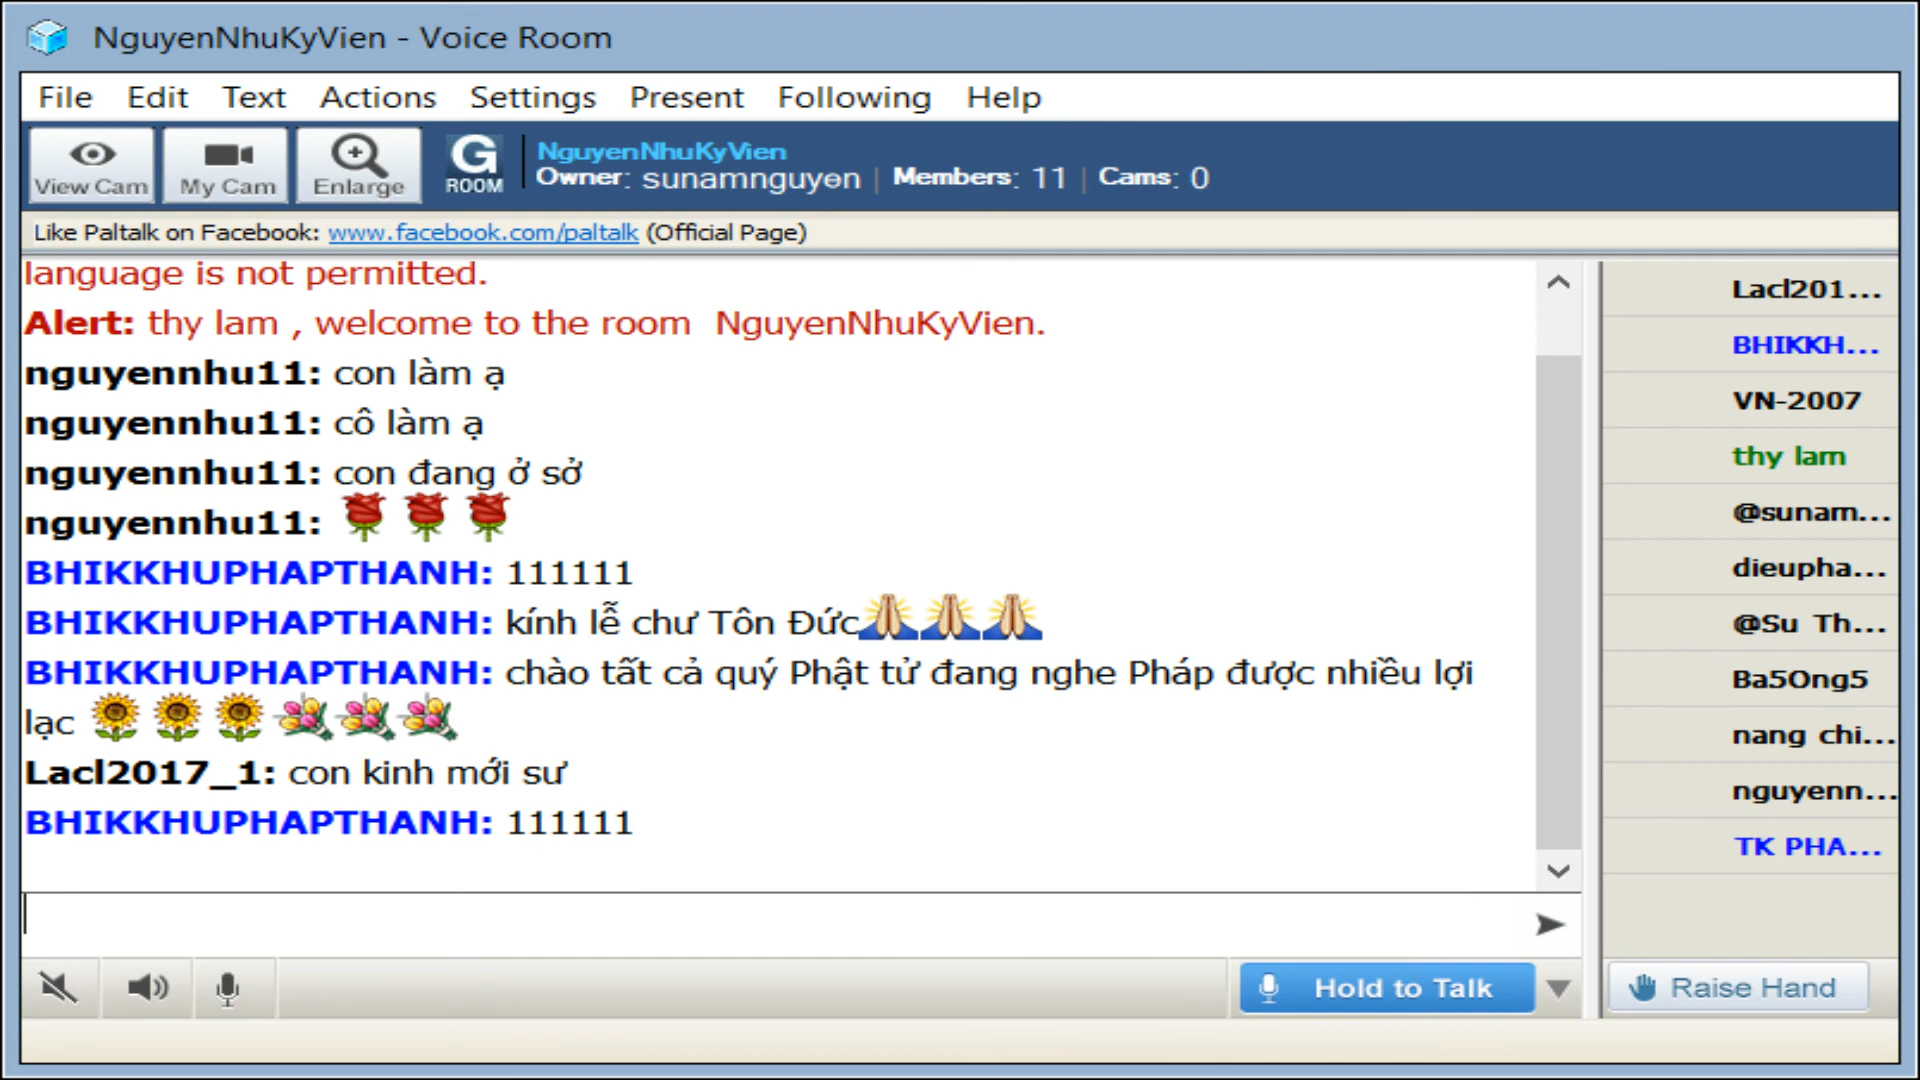 NguyenNhuKyVien - Voice Room
File Edit Text Actions Settings Present Following Help
View Cam My Cam Enlarge G ROOM
NguyenNhuKyVien
Owner: sunamnguyen | Members: 11 | Cams: 0
Like Paltalk on Facebook: www.facebook.com/paltalk (Official Page)
language is not permitted.
Alert: thy lam , welcome to the room NguyenNhuKyVien.
nguyennhu11: con làm ạ
nguyennhu11: cô làm ạ
nguyennhu11: con đang ở sở
nguyennhu11:
BHIKKHUPHAPTHANH: 111111
BHIKKHUPHAPTHANH: kính lễ chư Tôn Đức
BHIKKHUPHAPTHANH: chào tất cả quý Phật tử đang nghe Pháp được nhiều lợi
lạc
Lacl2017_1: con kinh mới sư
BHIKKHUPHAPTHANH: 111111
Lacl201...
BHIKKH...
VN-2007
thy lam
@sunam...
dieupha...
@Su Th...
Ba5Ong5
nang chi...
nguyenn...
TK PHA...
Hold to Talk
Raise Hand